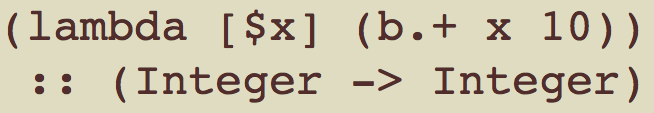 (lambda [$x] (b.+ x 10))
:: (Integer -> Integer)